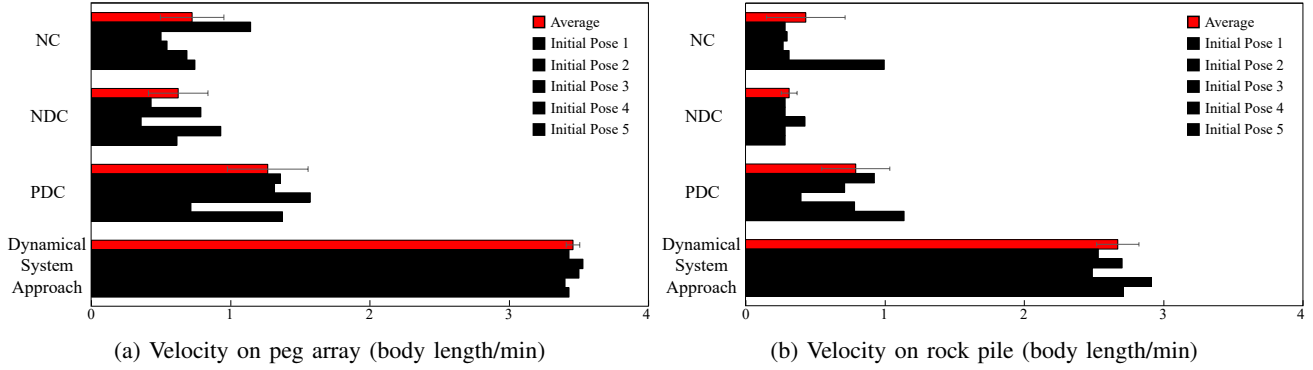 NC
NDC
PDC
Dynamical
System
Approach
Average
Initial Pose 1
Initial Pose 2
Initial Pose 3
Initial Pose 4
Initial Pose 5
0 1 2 3 4
(a) Velocity on peg array (body length/min)
NC
NDC
PDC
Dynamical
System
Approach
Average
Initial Pose 1
Initial Pose 2
Initial Pose 3
Initial Pose 4
Initial Pose 5
0 1 2 3 4
(b) Velocity on rock pile (body length/min)